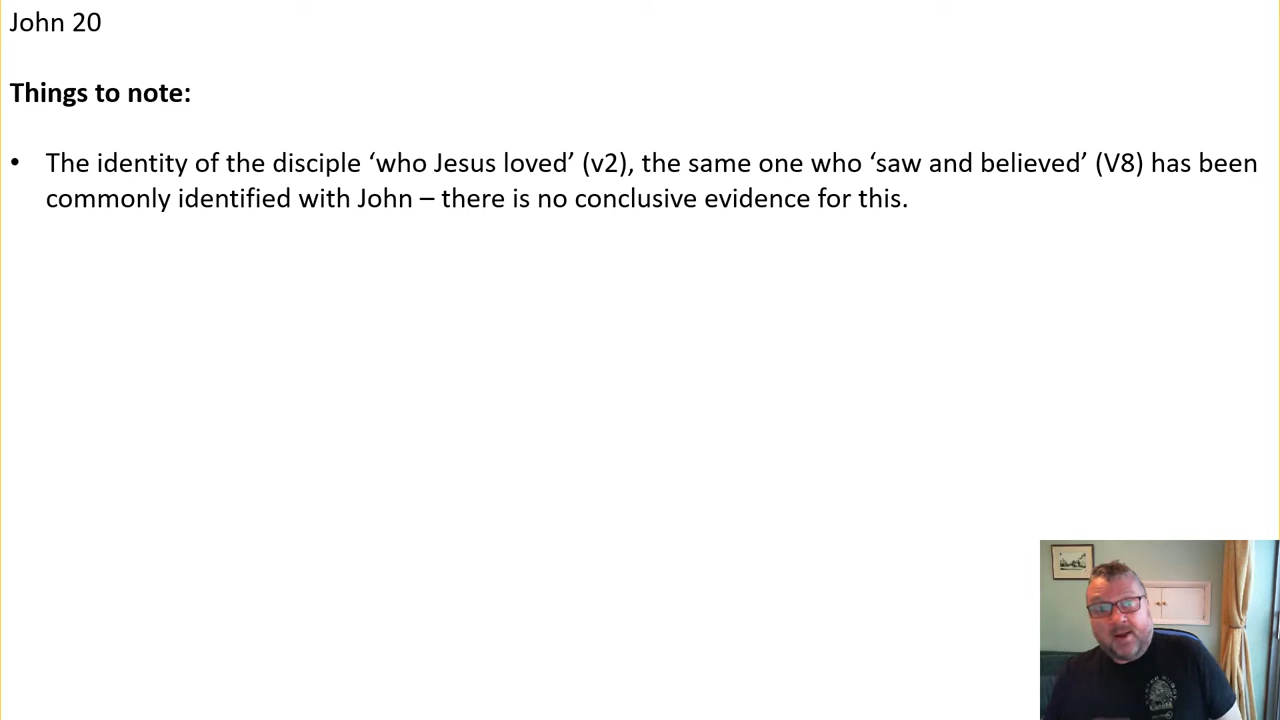 John 20
Things to note:
• The identity of the disciple ‘who Jesus loved’ (v2), the same one who ‘saw and believed’ (V8) has been
commonly identified with John – there is no conclusive evidence for this.